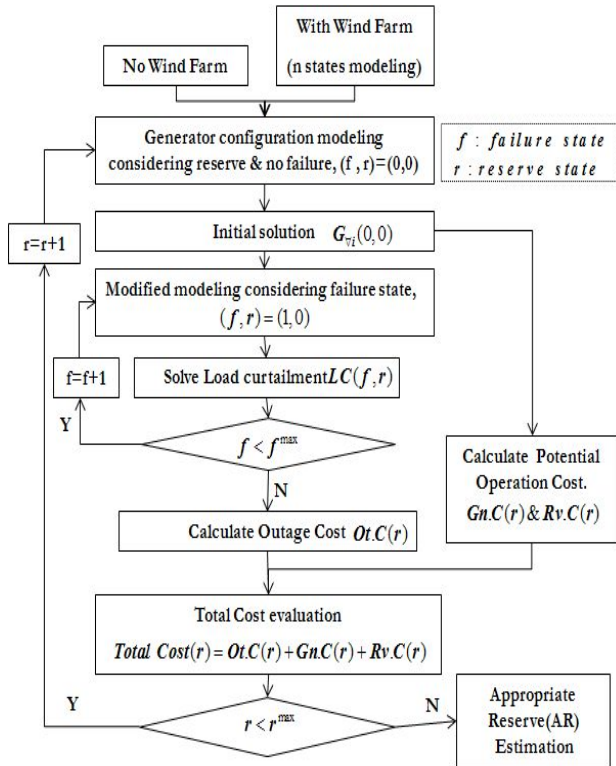 With Wind Farm
(n states modeling)
No Wind Farm
Generator configuration modeling
considering reserve & no failure, (f , r)=(0,0)
f : failure state
r : reserve state
r=r+1
Initial solution G∀i(0,0)
Modified modeling considering failure state,
(f,r)=(1,0)
f=f+1
Solve Load curtailment LC(f,r)
Y
f < f^max
N
Calculate Potential
Operation Cost.
Gn.C(r) & Rv.C(r)
Calculate Outage Cost Ot.C(r)
Total Cost evaluation
Total Cost(r) = Ot.C(r)+Gn.C(r)+Rv.C(r)
Y
r < r^max
N
Appropriate
Reserve(AR)
Estimation